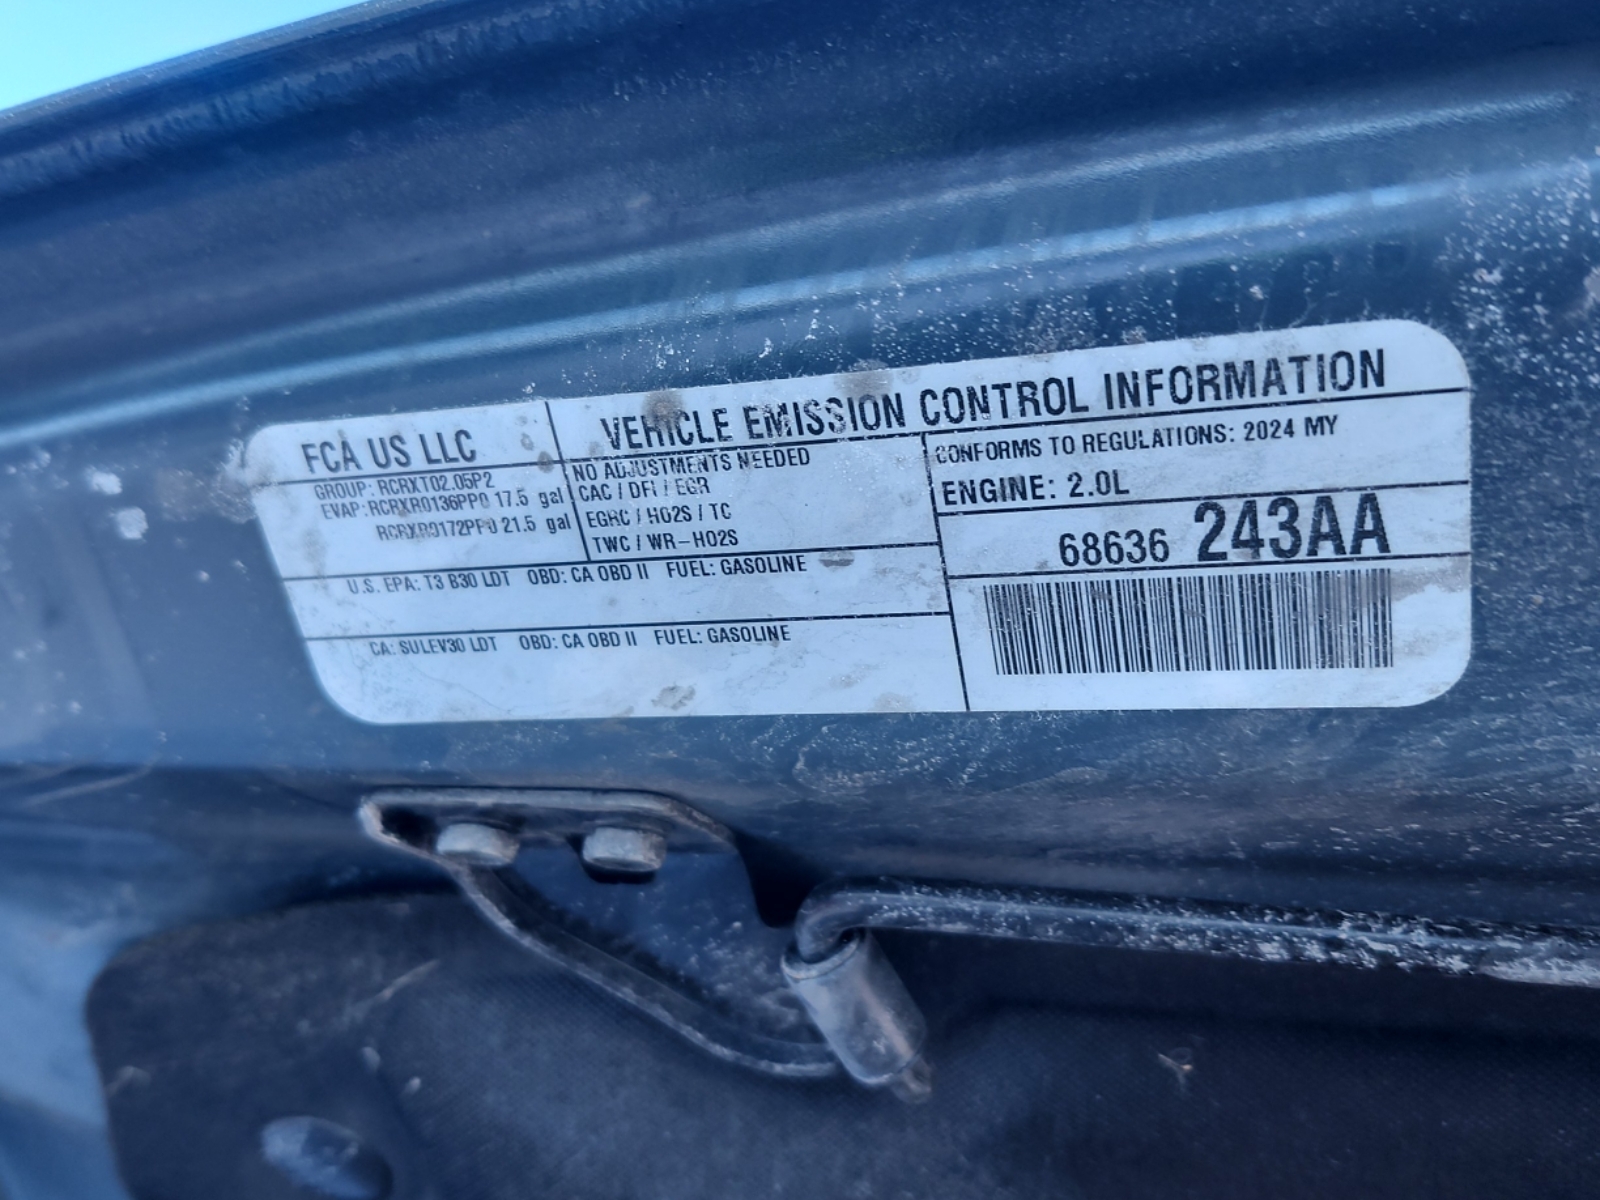 FCA US LLC
VEHICLE EMISSION CONTROL INFORMATION
GROUP: RCRXT02.05P2
EVAP: RCRXR0136PP0 17.5 gal
RCRXR0172PP0 21.5 gal
NO ADJUSTMENTS NEEDED
CAC / DFI / EGR
EGRC / HO2S / TC
TWC / WR-HO2S
CONFORMS TO REGULATIONS: 2024 MY
ENGINE: 2.0L
68636 243AA
U.S. EPA: T3 B30 LDT OBD: CA OBD II FUEL: GASOLINE
CA: SULEV30 LDT OBD: CA OBD II FUEL: GASOLINE